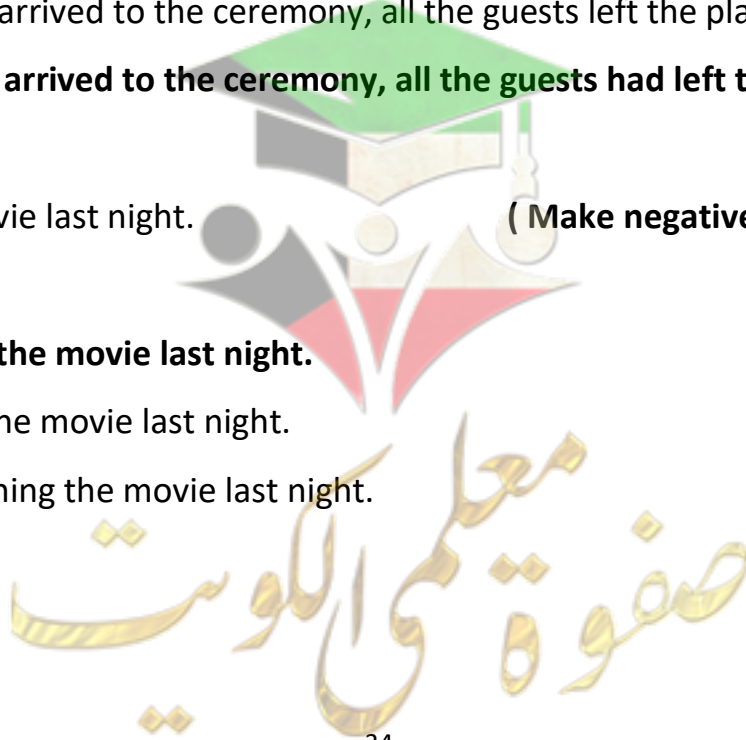 arrived to the ceremony, all the guests left the pla
arrived to the ceremony, all the guests had left t
vie last night. ( Make negative
the movie last night.
he movie last night.
ning the movie last night.
صفوة معلمي الكويت